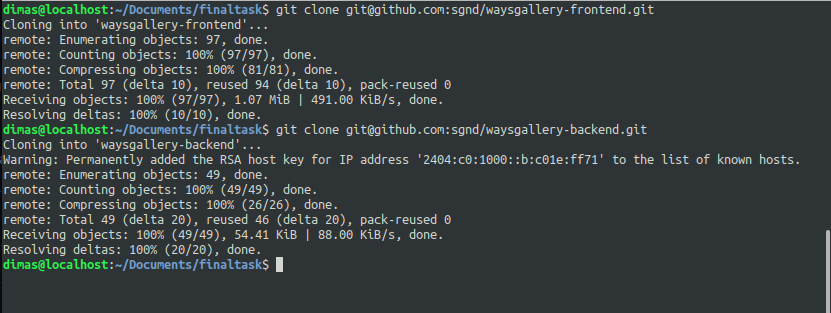 dimas@localhost:~/Documents/finaltask$ git clone git@github.com:sgnd/waysgallery-frontend.git
Cloning into 'waysgallery-frontend'...
remote: Enumerating objects: 97, done.
remote: Counting objects: 100% (97/97), done.
remote: Compressing objects: 100% (81/81), done.
remote: Total 97 (delta 10), reused 94 (delta 10), pack-reused 0
Receiving objects: 100% (97/97), 1.07 MiB | 491.00 KiB/s, done.
Resolving deltas: 100% (10/10), done.
dimas@localhost:~/Documents/finaltask$ git clone git@github.com:sgnd/waysgallery-backend.git
Cloning into 'waysgallery-backend'...
Warning: Permanently added the RSA host key for IP address '2404:c0:1000::b:c01e:ff71' to the list of known hosts.
remote: Enumerating objects: 49, done.
remote: Counting objects: 100% (49/49), done.
remote: Compressing objects: 100% (26/26), done.
remote: Total 49 (delta 20), reused 46 (delta 20), pack-reused 0
Receiving objects: 100% (49/49), 54.41 KiB | 88.00 KiB/s, done.
Resolving deltas: 100% (20/20), done.
dimas@localhost:~/Documents/finaltask$